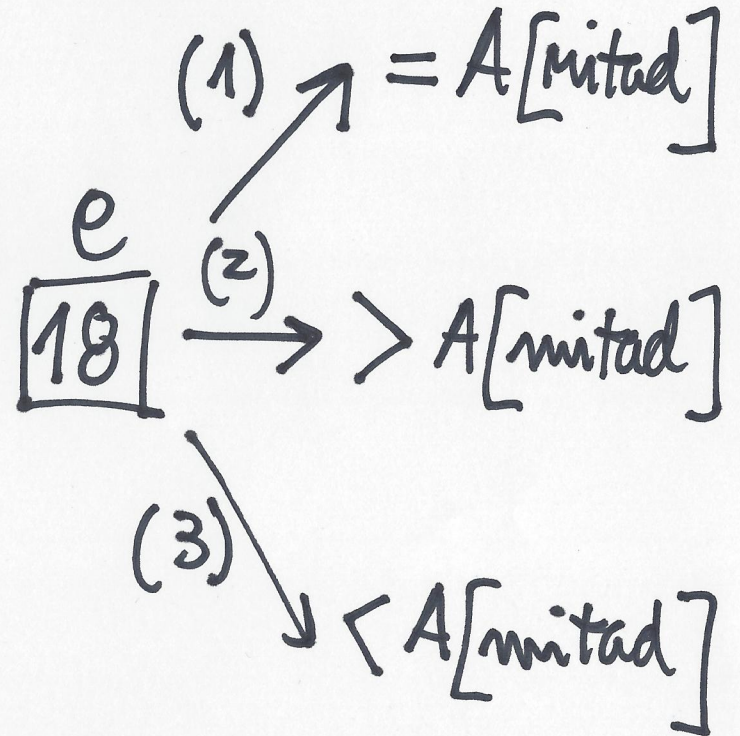 (1) = A[mitad]
e
(2)
18 > A[mitad]
(3)
< A[mitad]